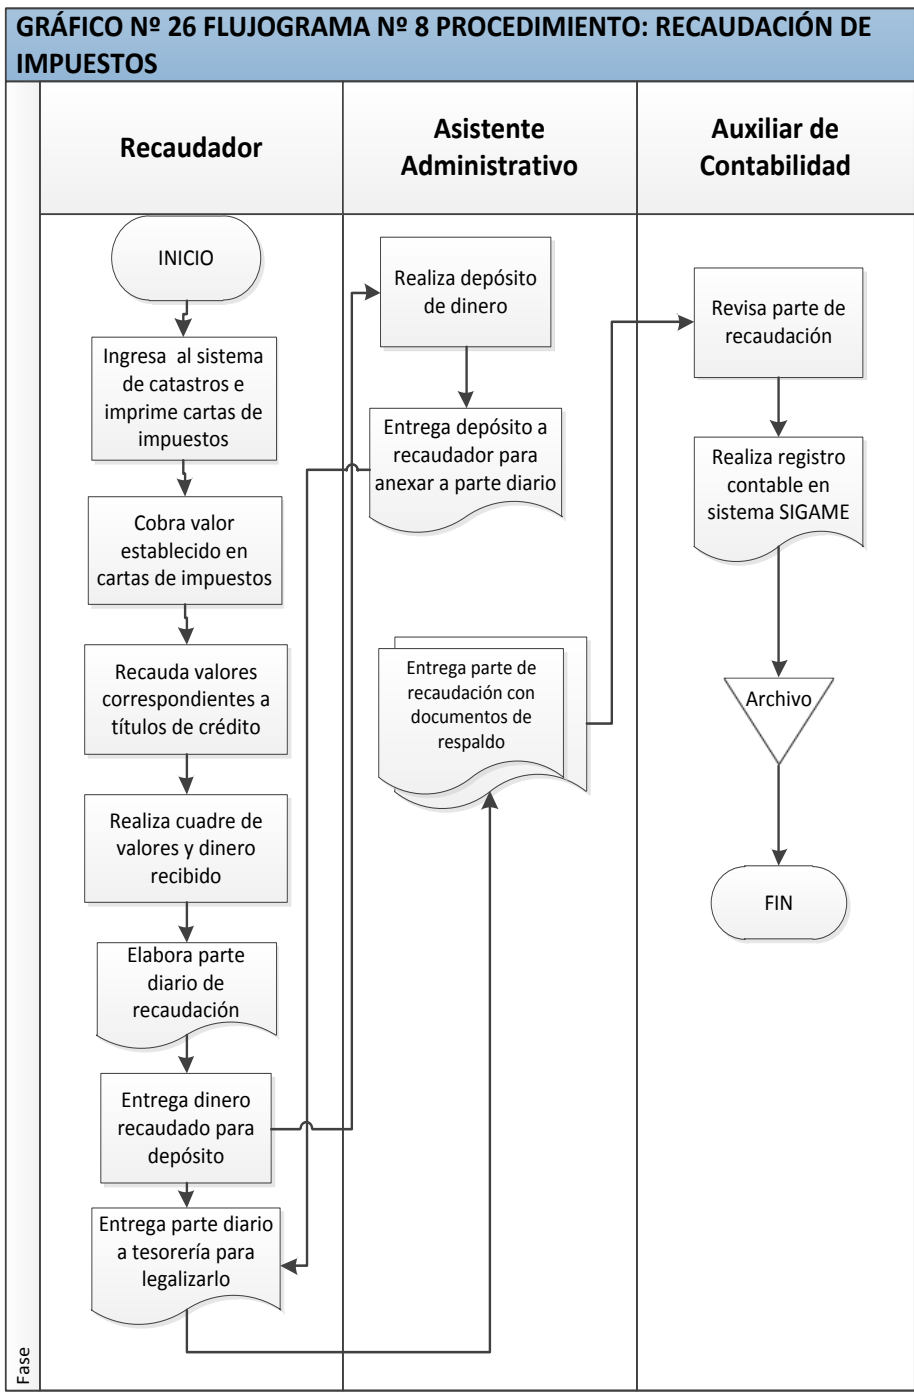 GRÁFICO Nº 26 FLUJOGRAMA Nº 8 PROCEDIMIENTO: RECAUDACIÓN DE
IMPUESTOS
Recaudador
Asistente
Administrativo
Auxiliar de
Contabilidad
INICIO
Ingresa al sistema
de catastros e
imprime cartas de
impuestos
Cobra valor
establecido en
cartas de impuestos
Recauda valores
correspondientes a
títulos de crédito
Realiza cuadre de
valores y dinero
recibido
Elabora parte
diario de
recaudación
Entrega dinero
recaudado para
depósito
Entrega parte diario
a tesorería para
legalizarlo
Realiza depósito
de dinero
Entrega depósito a
recaudador para
anexar a parte diario
Entrega parte de
recaudación con
documentos de
respaldo
Revisa parte de
recaudación
Realiza registro
contable en
sistema SIGAME
Archivo
FIN
Fase